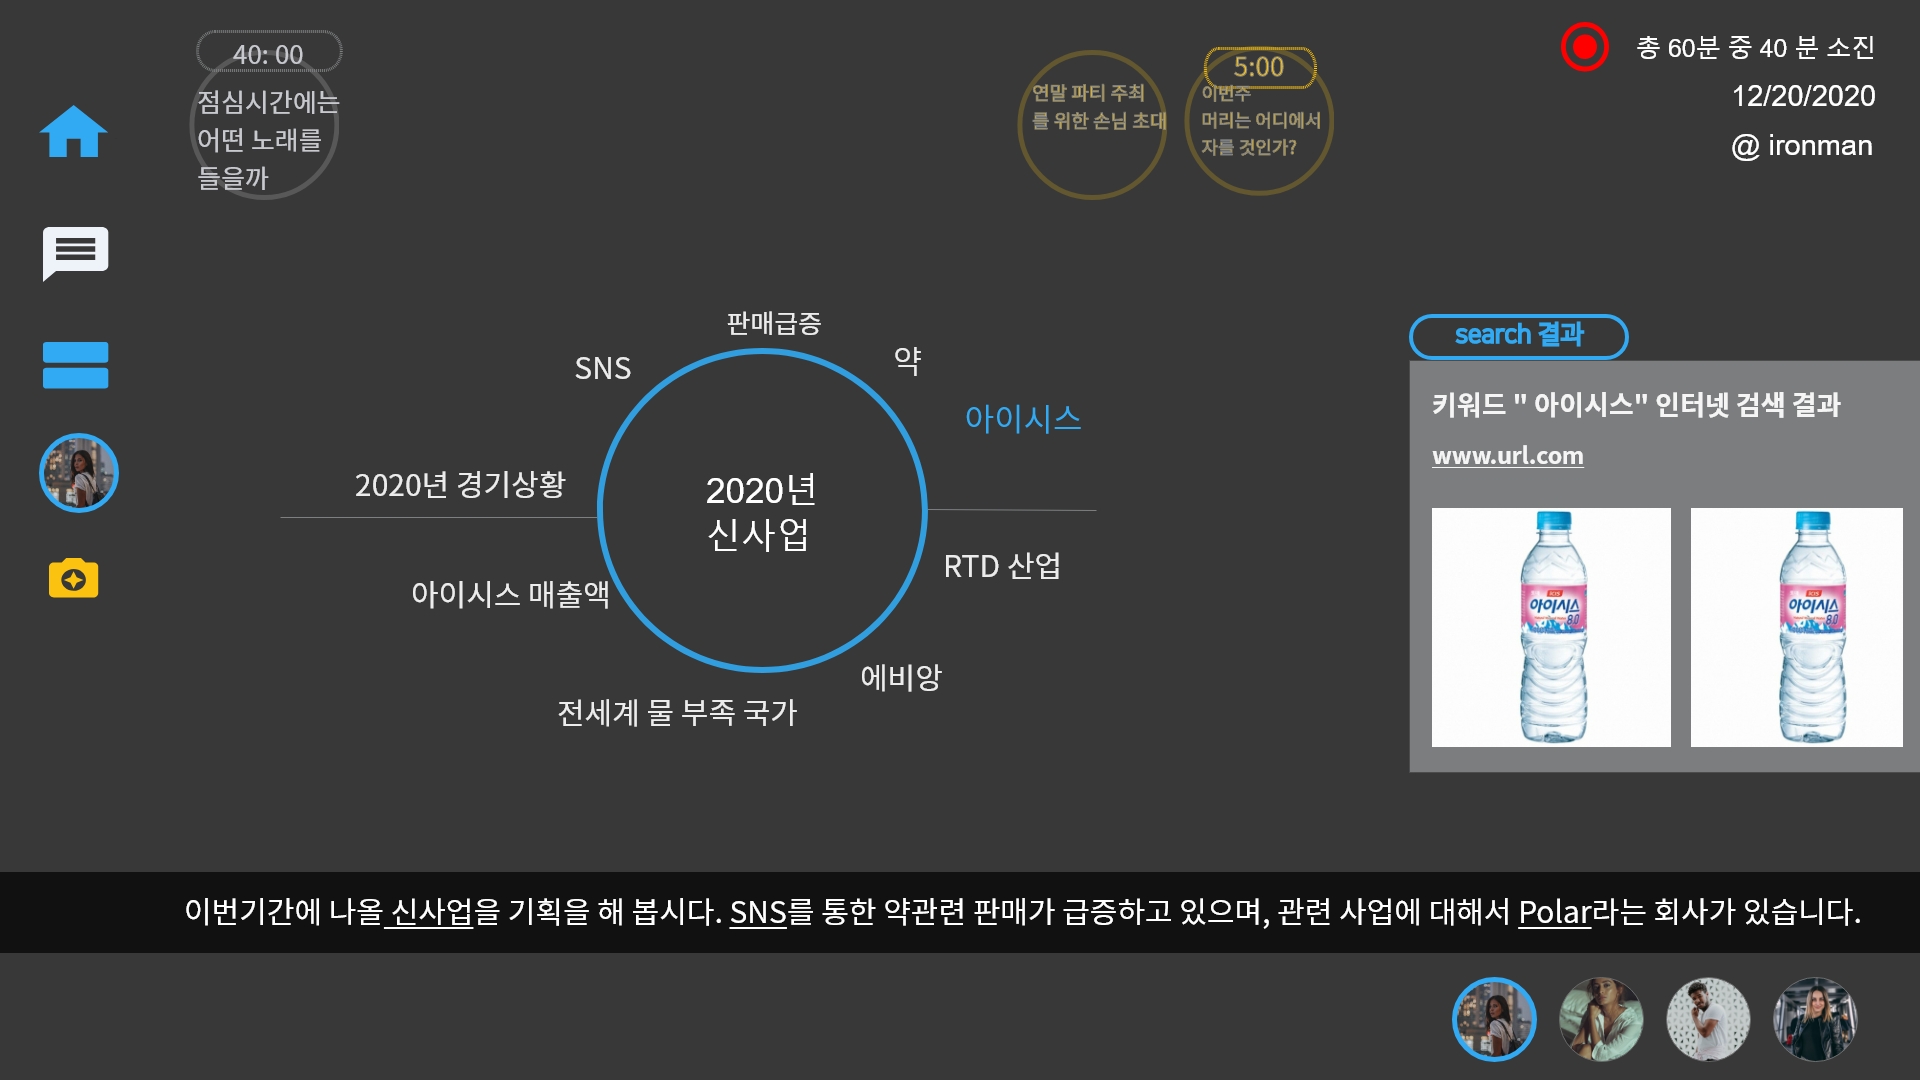 40: 00
점심시간에는
어떤 노래를
들을까
연말 파티 주최
를 위한 손님 초대
5:00
이번주
머리는 어디에서
자를 것인가?
총 60분 중 40 분 소진
12/20/2020
@ ironman
판매급증
SNS
약
아이시스
2020년 경기상황
2020년
신사업
RTD 산업
아이시스 매출액
에비앙
전세계 물 부족 국가
search 결과
키워드 " 아이시스" 인터넷 검색 결과
www.url.com
아이시스
8.0
아이시스
8.0
이번기간에 나올 신사업을 기획을 해 봅시다. SNS를 통한 약관련 판매가 급증하고 있으며, 관련 사업에 대해서 Polar라는 회사가 있습니다.